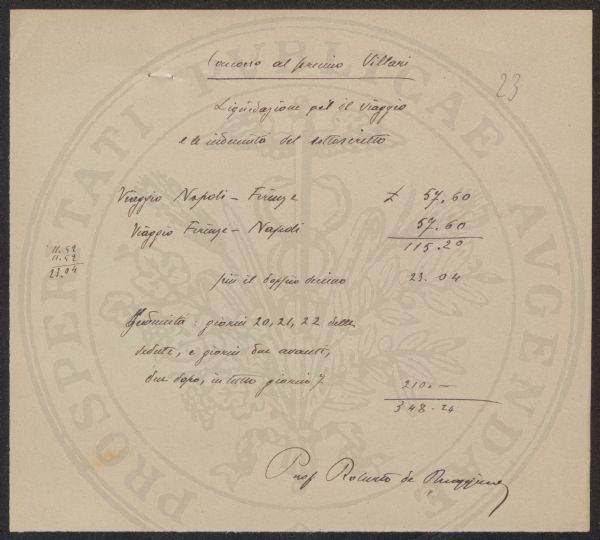 Concorso al premio Villari
23
Liquidazione per il viaggio
e le indennità del sottoscritto
Viaggio Napoli - Firenze £ 57,60
Viaggio Firenze - Napoli 57.60
115.20
11.52
11.52
23.04
più il doppio decimo 23.04
Indennità: giorni 20, 21, 22 delle
sedute, e giorni due avanti,
due dopo, in tutto giorni 7 210.—
348.24
Prof Roberto de Ruggiero
PROSPERITATI PVBLICAE AVGENDAE